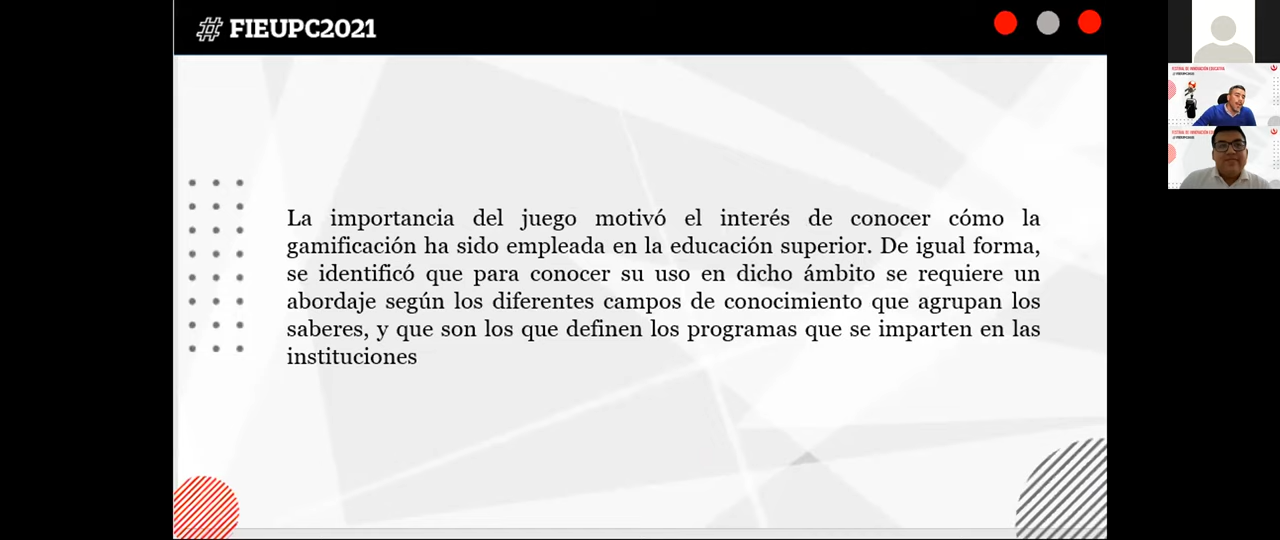 # FIEUPC2021
La importancia del juego motivó el interés de conocer cómo la
gamificación ha sido empleada en la educación superior. De igual forma,
se identificó que para conocer su uso en dicho ámbito se requiere un
abordaje según los diferentes campos de conocimiento que agrupan los
saberes, y que son los que definen los programas que se imparten en las
instituciones